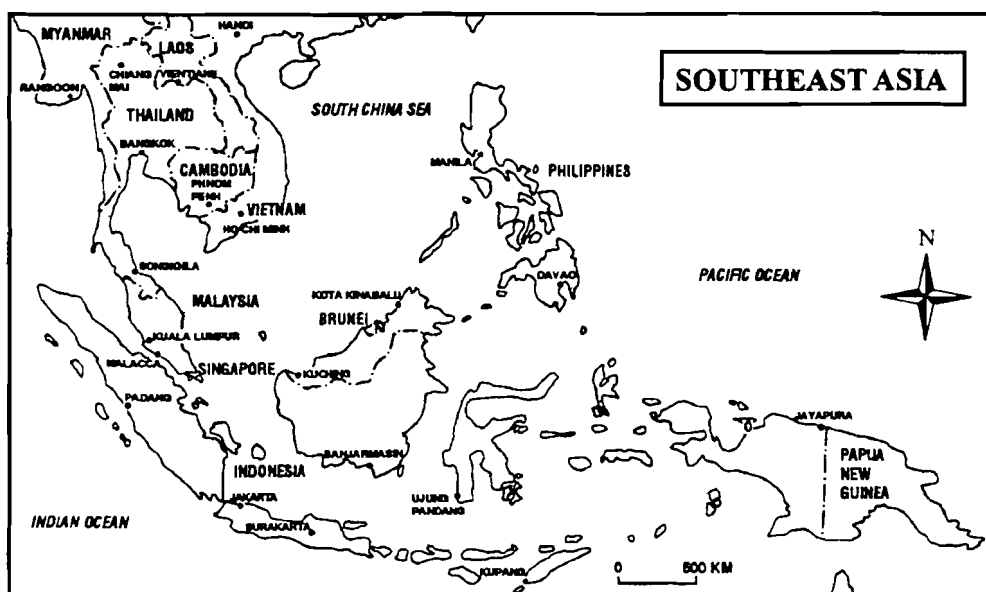 HANOI
MYANMAR
LAOS
CHIANG
MAI
VIENTIANE
RANGOON
SOUTHEAST ASIA
THAILAND
SOUTH CHINA SEA
BANGKOK
MANILA
PHILIPPINES
CAMBODIA
PHNOM
PENH
VIETNAM
HO CHI MINH
N
SONGKHLA
DAVAO
PACIFIC OCEAN
MALAYSIA
KOTA KINABALU
BRUNEI
KUALA LUMPUR
MALACCA
SINGAPORE
KUCHING
PADANG
JAYAPURA
BANJARMASIN
PAPUA
NEW
GUINEA
INDONESIA
JAKARTA
UJUNG
PANDANG
INDIAN OCEAN
SURAKARTA
KUPANG
0 500 KM